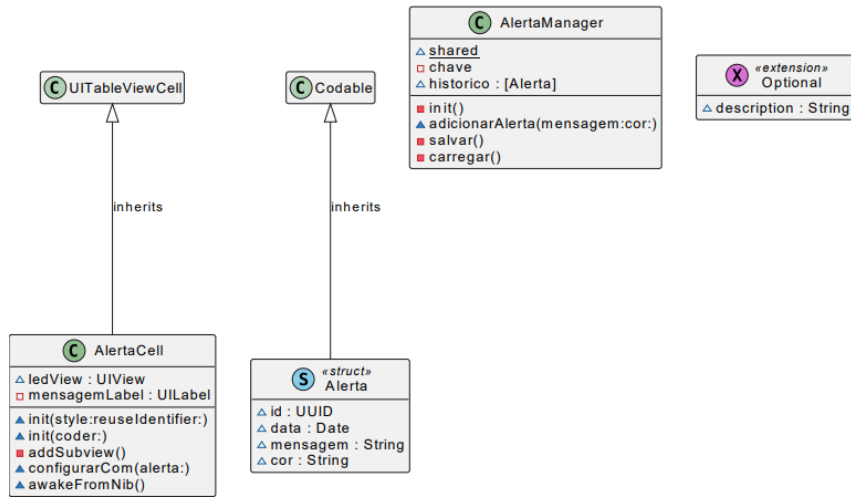 C UITableViewCell
C Codable
C AlertaManager
shared
chave
historico : [Alerta]
init()
adicionarAlerta(mensagem:cor:)
salvar()
carregar()
X «extension»
Optional
description : String
inherits
inherits
C AlertaCell
ledView : UIView
mensagemLabel : UILabel
init(style:reuseIdentifier:)
init(coder:)
addSubview()
configurarCom(alerta:)
awakeFromNib()
S «struct»
Alerta
id : UUID
data : Date
mensagem : String
cor : String